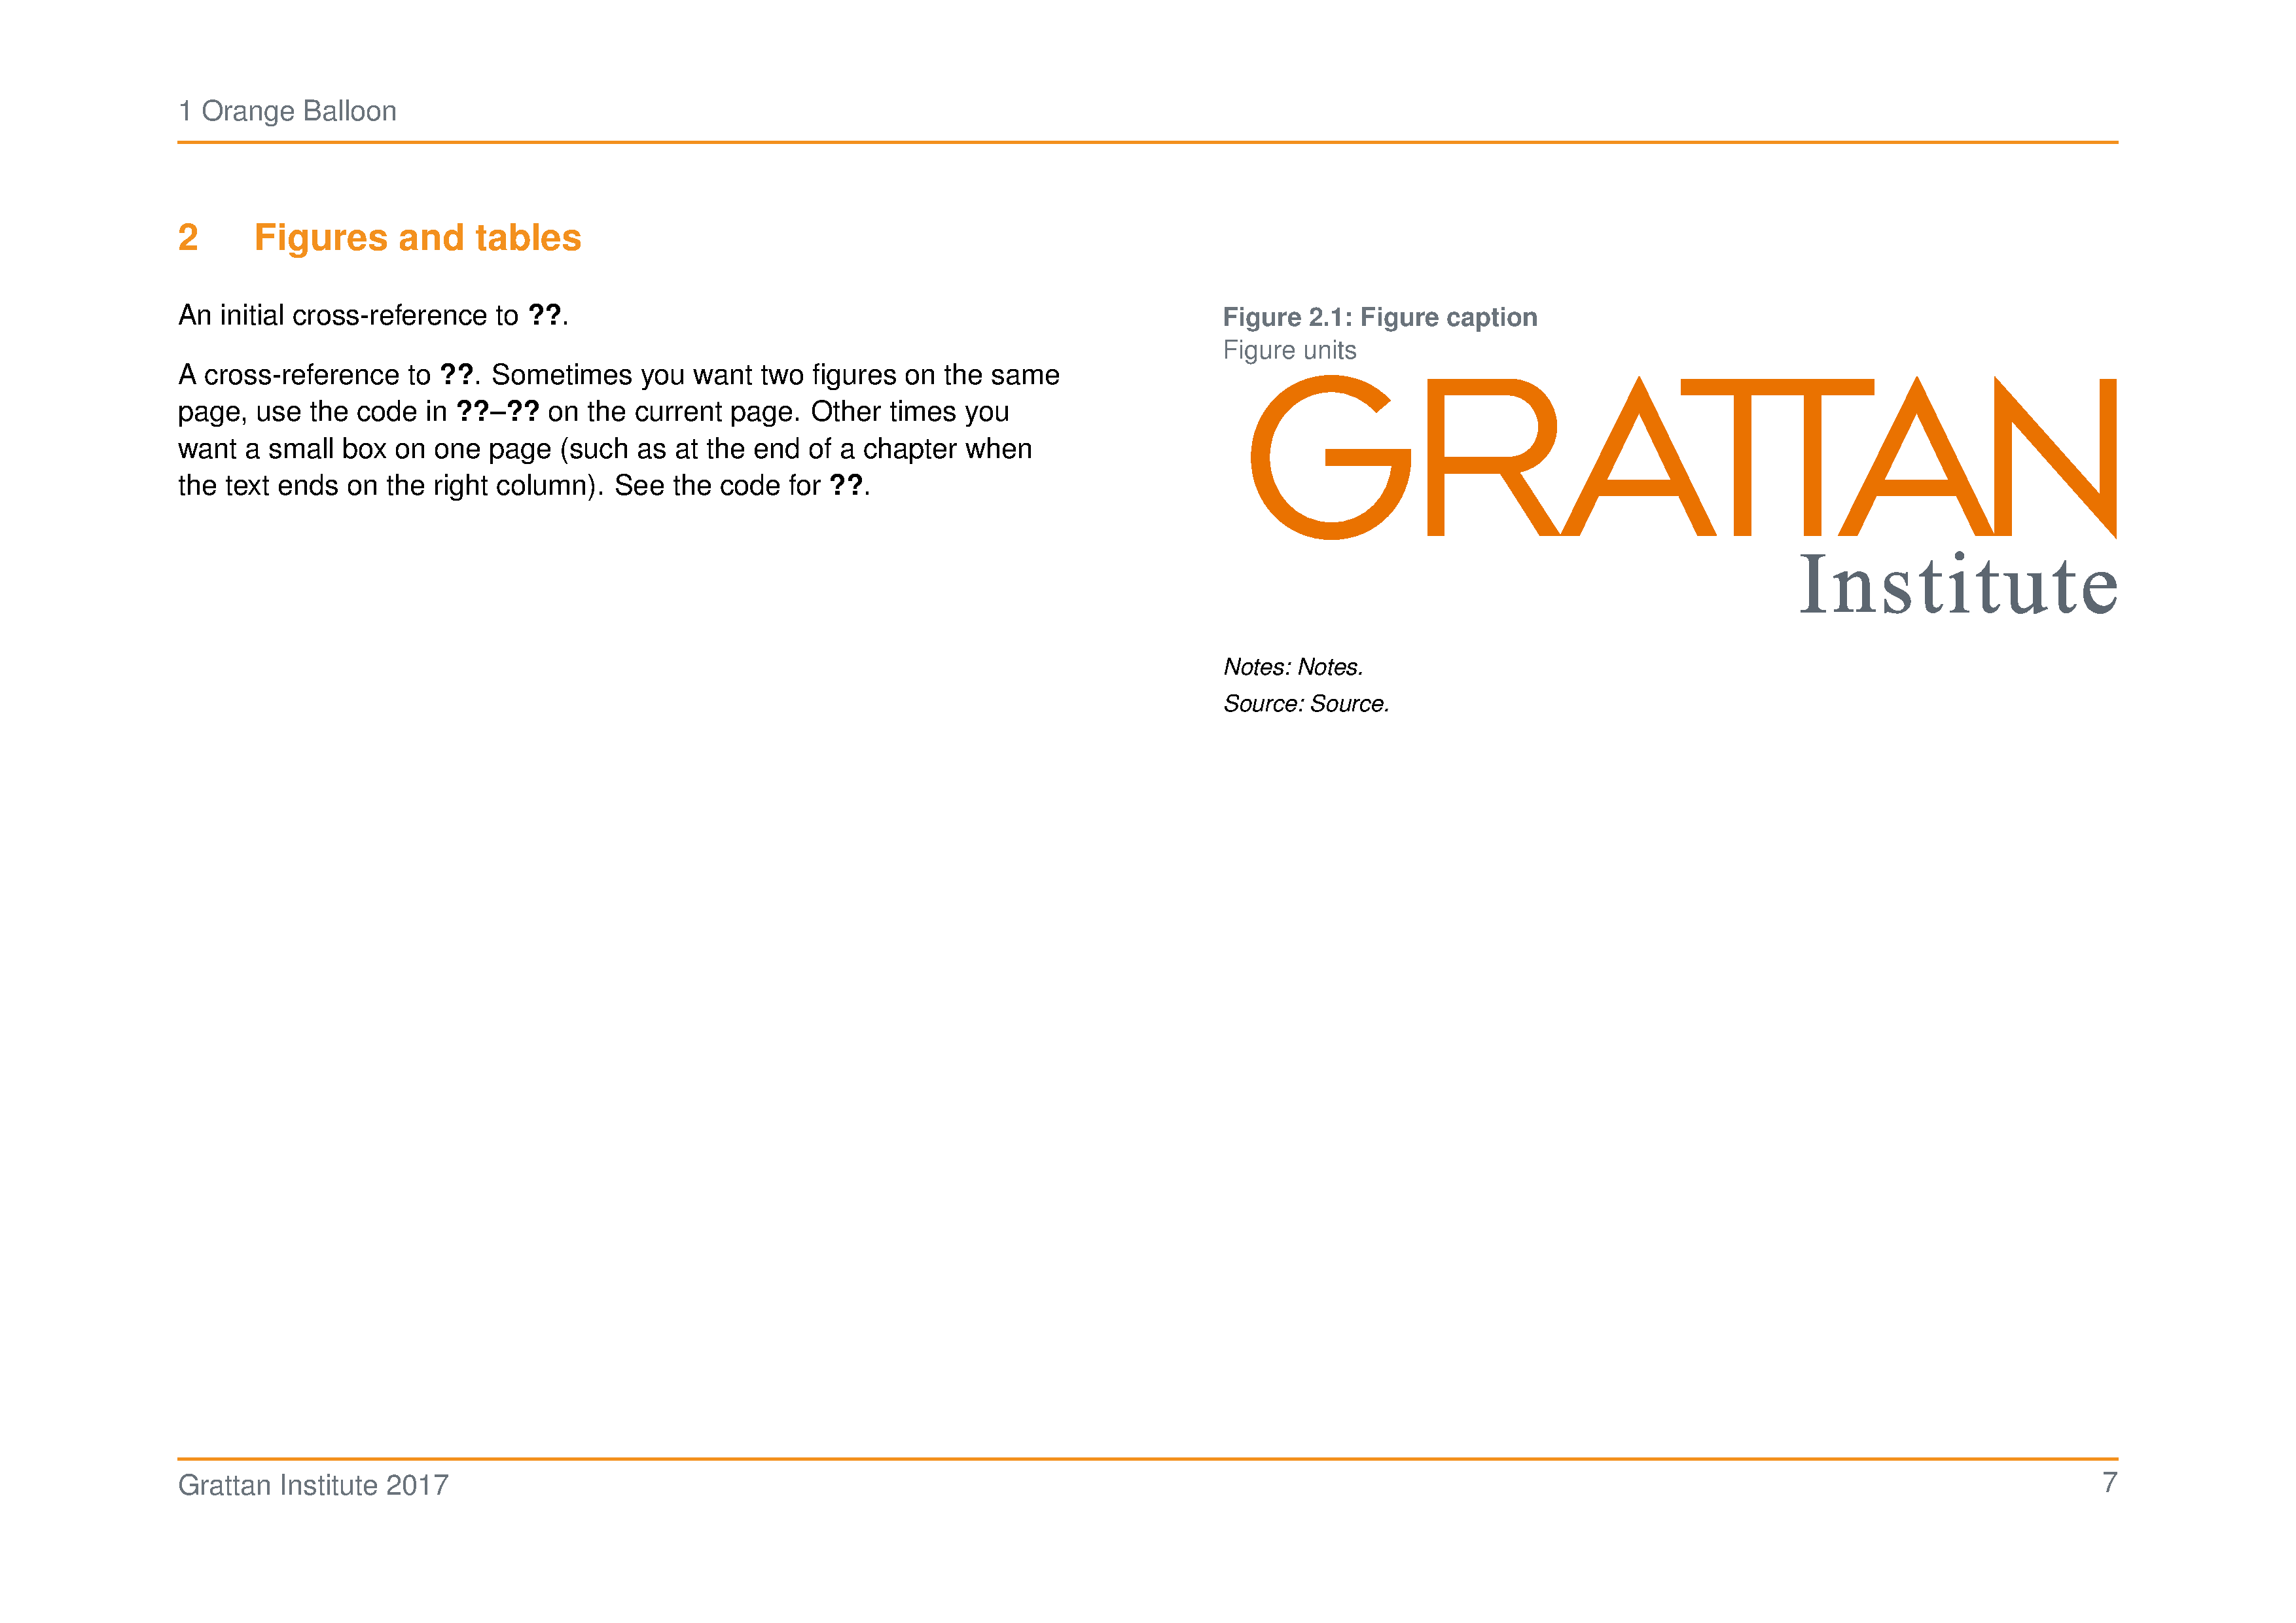 1 Orange Balloon
2 Figures and tables
An initial cross-reference to ??.
A cross-reference to ??. Sometimes you want two figures on the same
page, use the code in ??–?? on the current page. Other times you
want a small box on one page (such as at the end of a chapter when
the text ends on the right column). See the code for ??.
Figure 2.1: Figure caption
Figure units
GRATTAN
Institute
Notes: Notes.
Source: Source.
Grattan Institute 2017
7